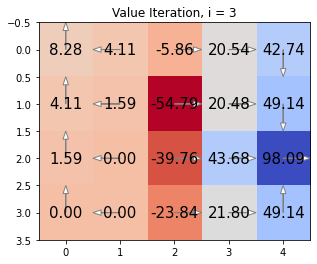 Value Iteration, i = 3
−0.5
0.0
0.5
1.0
1.5
2.0
2.5
3.0
3.5
8.28 4.11 -5.86 20.54 42.74
4.11 1.59 -54.79 20.48 49.14
1.59 0.00 -39.76 43.68 98.09
0.00 0.00 -23.84 21.80 49.14
0 1 2 3 4